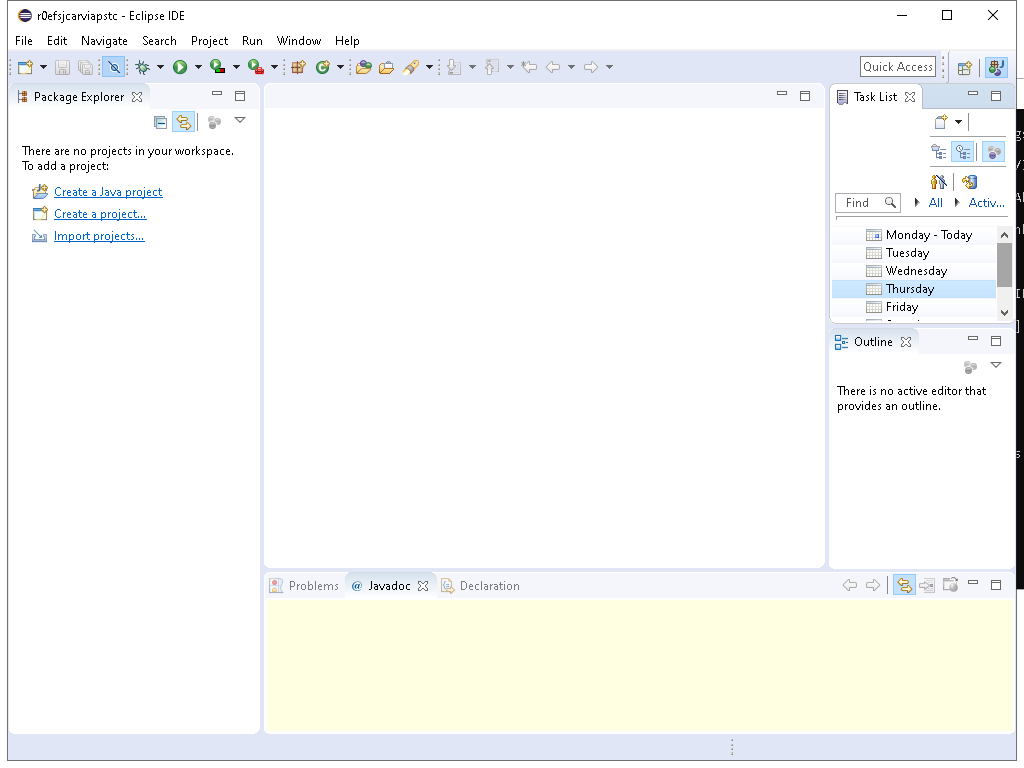 r0efsjcarviapstc - Eclipse IDE
File Edit Navigate Search Project Run Window Help
Quick Access
Package Explorer
There are no projects in your workspace.
To add a project:
Create a Java project
Create a project...
Import projects...
Task List
Find All Activ...
Monday - Today
Tuesday
Wednesday
Thursday
Friday
Outline
There is no active editor that
provides an outline.
Problems @ Javadoc Declaration